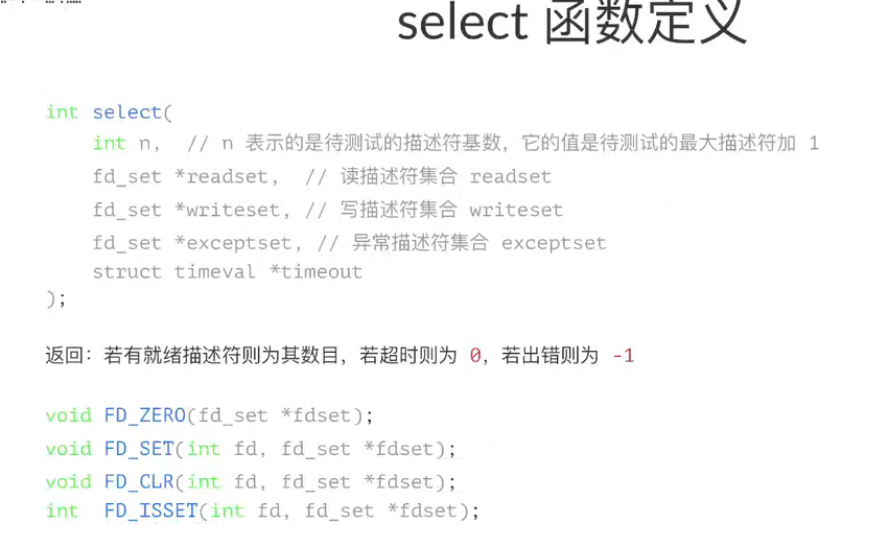 select 函数定义
int select(
int n, // n 表示的是待测试的描述符基数，它的值是待测试的最大描述符加 1
fd_set *readset, // 读描述符集合 readset
fd_set *writeset, // 写描述符集合 writeset
fd_set *exceptset, // 异常描述符集合 exceptset
struct timeval *timeout
);
返回：若有就绪描述符则为其数目，若超时则为 0，若出错则为 -1
void FD_ZERO(fd_set *fdset);
void FD_SET(int fd, fd_set *fdset);
void FD_CLR(int fd, fd_set *fdset);
int FD_ISSET(int fd, fd_set *fdset);